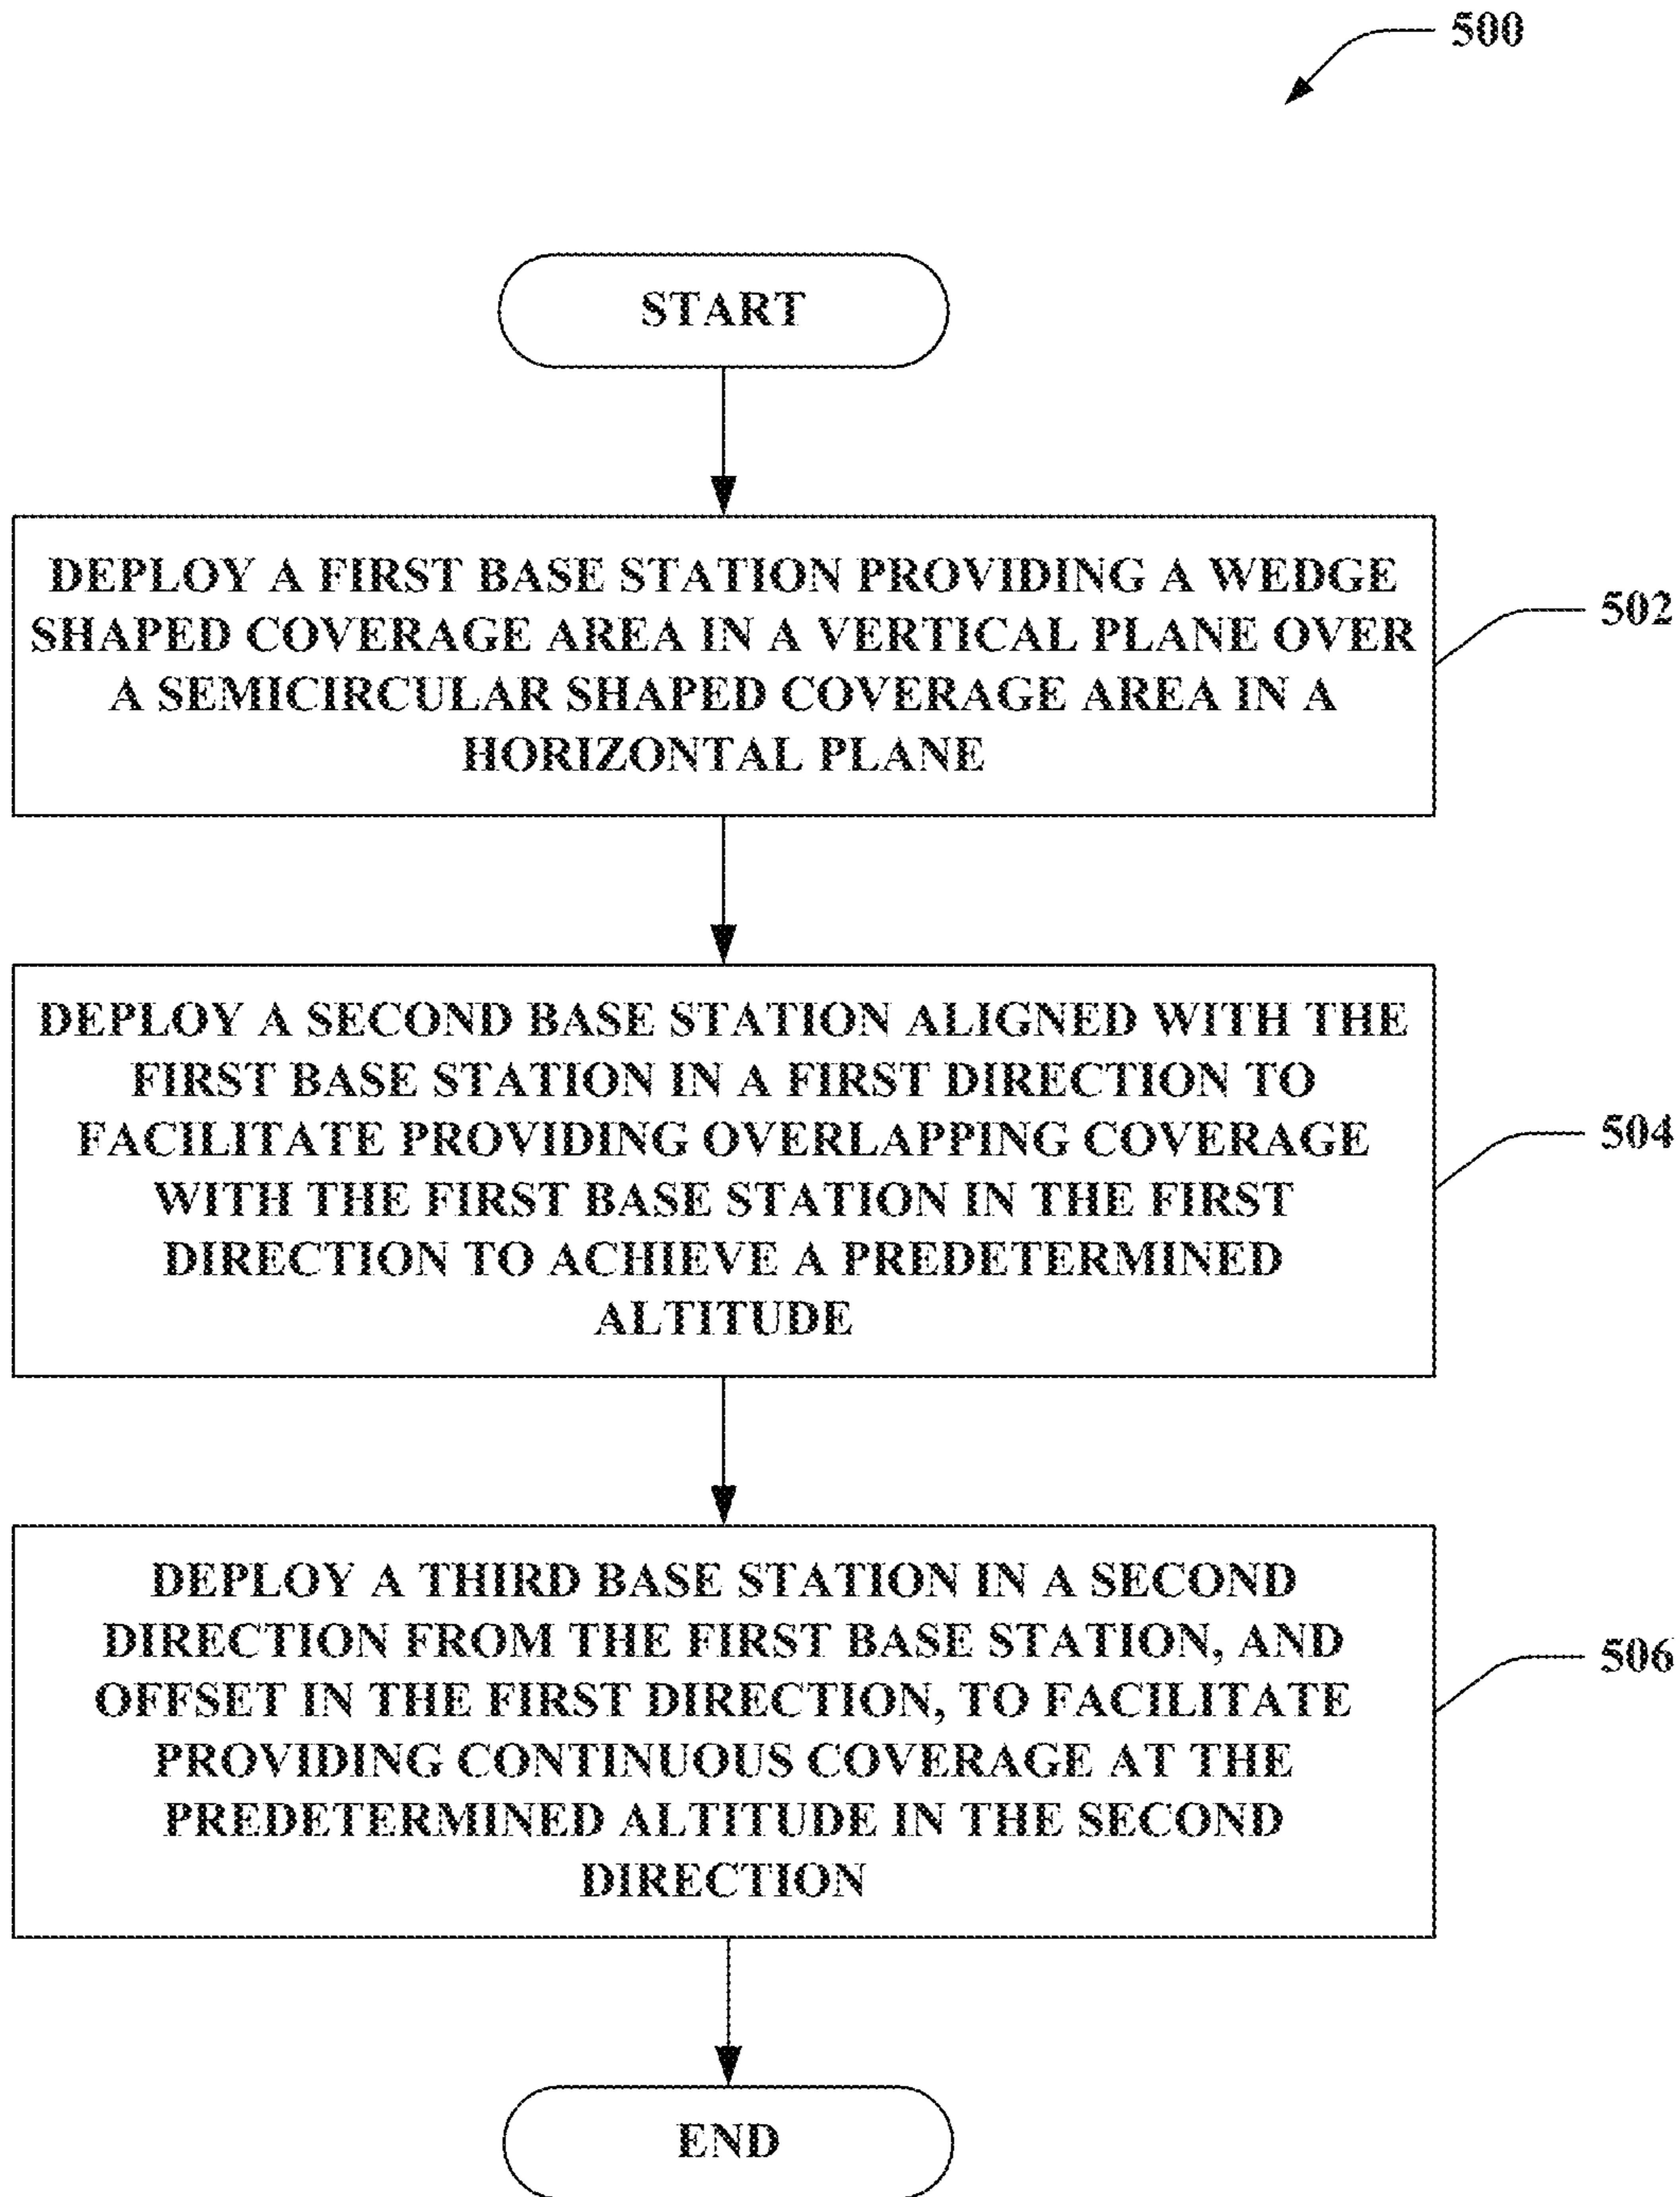 500
START
DEPLOY A FIRST BASE STATION PROVIDING A WEDGE
SHAPED COVERAGE AREA IN A VERTICAL PLANE OVER
A SEMICIRCULAR SHAPED COVERAGE AREA IN A
HORIZONTAL PLANE
502
DEPLOY A SECOND BASE STATION ALIGNED WITH THE
FIRST BASE STATION IN A FIRST DIRECTION TO
FACILITATE PROVIDING OVERLAPPING COVERAGE
WITH THE FIRST BASE STATION IN THE FIRST
DIRECTION TO ACHIEVE A PREDETERMINED
ALTITUDE
504
DEPLOY A THIRD BASE STATION IN A SECOND
DIRECTION FROM THE FIRST BASE STATION, AND
OFFSET IN THE FIRST DIRECTION, TO FACILITATE
PROVIDING CONTINUOUS COVERAGE AT THE
PREDETERMINED ALTITUDE IN THE SECOND
DIRECTION
506
END